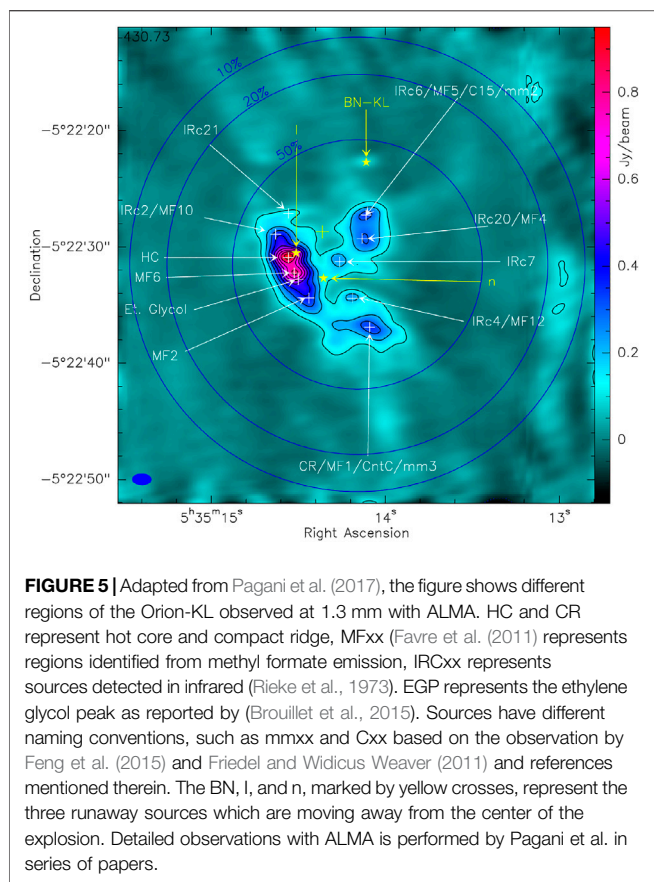 430.73
10%
20%
50%
BN-KL
IRc6/MF5/C15/mm2
IRc21
I
IRc2/MF10
IRc20/MF4
HC
IRc7
MF6
n
Et. Glycol
IRc4/MF12
MF2
CR/MF1/CntC/mm3
−5°22'20"
−5°22'30"
−5°22'40"
−5°22'50"
Declination
5ʰ35ᵐ15ˢ
14ˢ
13ˢ
Right Ascension
0.8
0.6
0.4
0.2
0
Jy/beam
FIGURE 5 | Adapted from Pagani et al. (2017), the figure shows different
regions of the Orion-KL observed at 1.3 mm with ALMA. HC and CR
represent hot core and compact ridge, MFxx (Favre et al. (2011) represents
regions identified from methyl formate emission, IRCxx represents
sources detected in infrared (Rieke et al., 1973). EGP represents the ethylene
glycol peak as reported by (Brouillet et al., 2015). Sources have different
naming conventions, such as mmxx and Cxx based on the observation by
Feng et al. (2015) and Friedel and Widicus Weaver (2011) and references
mentioned therein. The BN, I, and n, marked by yellow crosses, represent the
three runaway sources which are moving away from the center of the
explosion. Detailed observations with ALMA is performed by Pagani et al. in
series of papers.